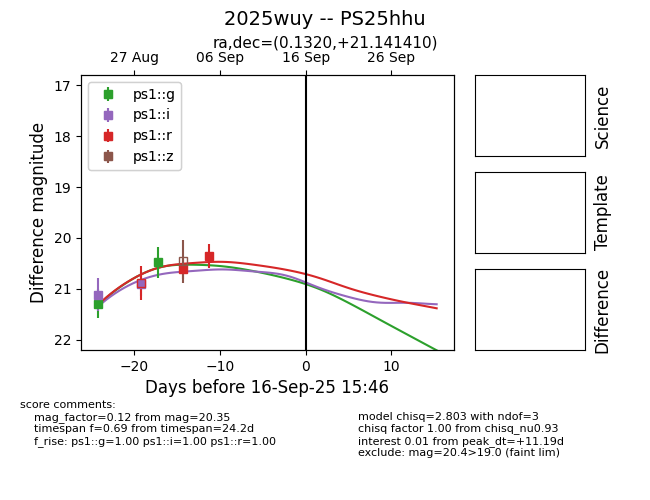 2025wuy -- PS25hhu
ra,dec=(0.1320,+21.141410)
27 Aug 06 Sep 16 Sep 26 Sep
ps1::g
ps1::i
ps1::r
ps1::z
17
18
19
20
21
22
Difference magnitude
−20 −10 0 10
Days before 16-Sep-25 15:46
Science
Template
Difference
score comments:
mag_factor=0.12 from mag=20.35
timespan f=0.69 from timespan=24.2d
f_rise: ps1::g=1.00 ps1::i=1.00 ps1::r=1.00
model chisq=2.803 with ndof=3
chisq factor 1.00 from chisq_nu0.93
interest 0.01 from peak_dt=+11.19d
exclude: mag=20.4>19.0 (faint lim)